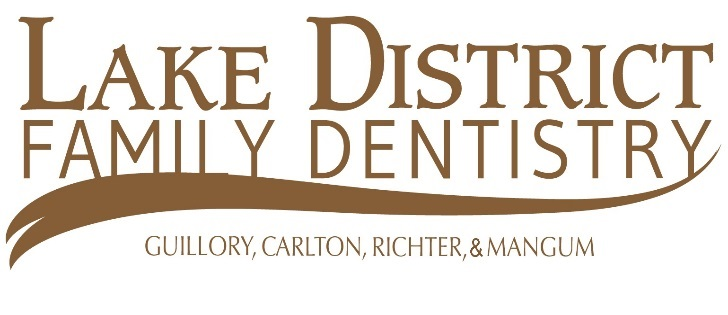 LAKE DISTRICT
FAMILY DENTISTRY
GUILLORY, CARLTON, RICHTER, & MANGUM